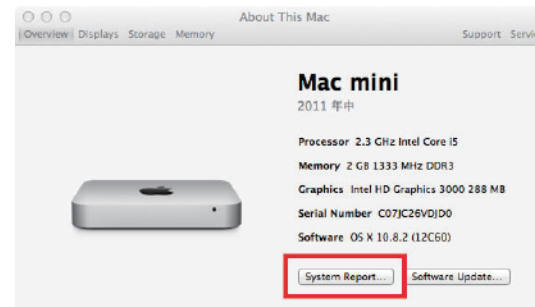 About This Mac
Overview Displays Storage Memory Support
Mac mini
2011 年中
Processor 2.3 GHz Intel Core i5
Memory 2 GB 1333 MHz DDR3
Graphics Intel HD Graphics 3000 288 MB
Serial Number C07JC26VDJD0
Software OS X 10.8.2 (12C60)
System Report... Software Update...